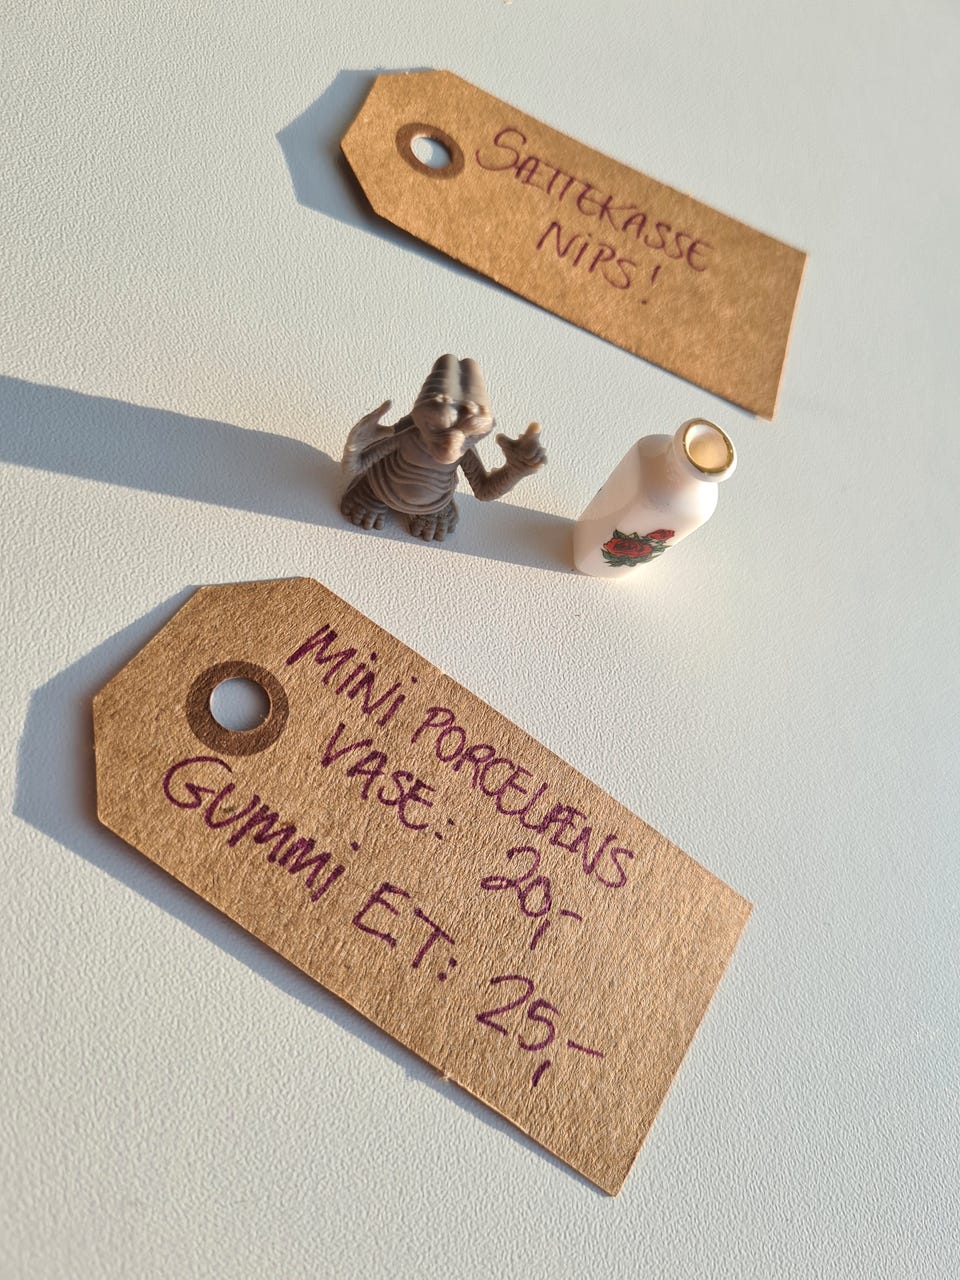 SÆTTEKASSE
NiPS!
MiNi PORCELÆNS
VASE: 20,-
GUMMi ET: 25,-